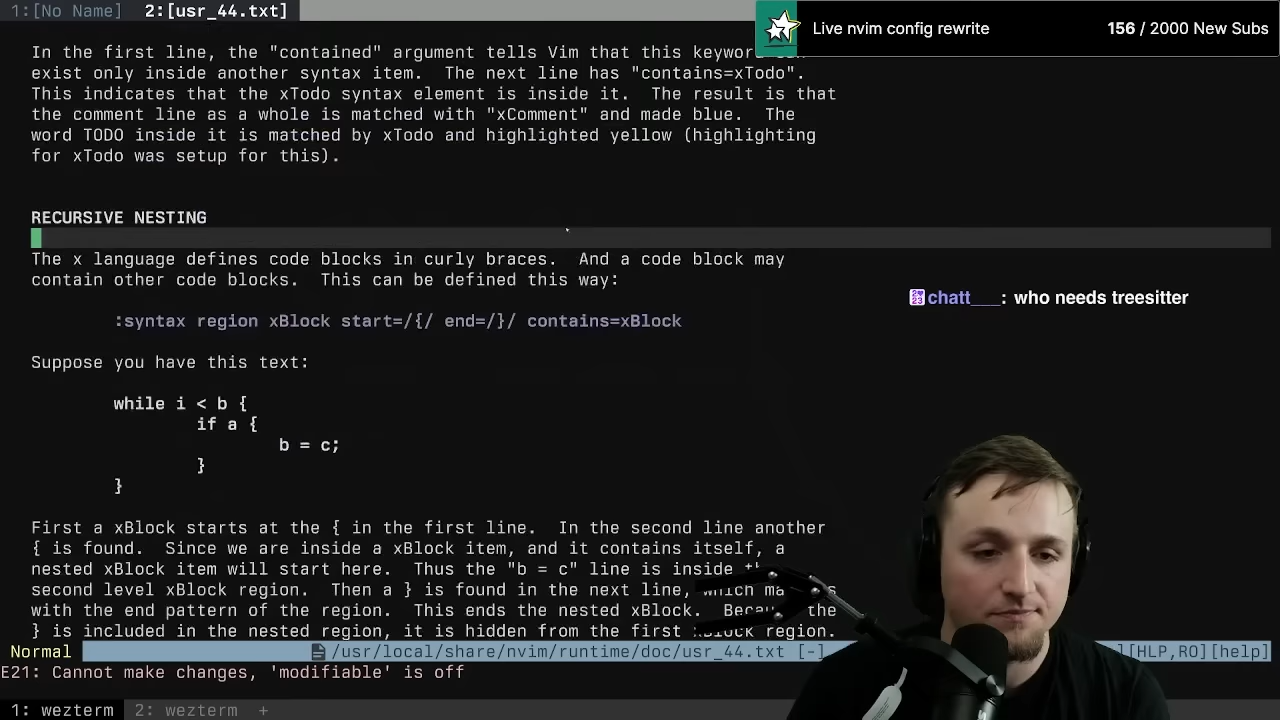 1:[No Name]  2:[usr_44.txt]
Live nvim config rewrite 156 / 2000 New Subs
In the first line, the "contained" argument tells Vim that this keyword
exist only inside another syntax item.  The next line has "contains=xTodo".
This indicates that the xTodo syntax element is inside it.  The result is that
the comment line as a whole is matched with "xComment" and made blue.  The
word TODO inside it is matched by xTodo and highlighted yellow (highlighting
for xTodo was setup for this).
RECURSIVE NESTING
The x language defines code blocks in curly braces.  And a code block may
contain other code blocks.  This can be defined this way:
chatt___: who needs treesitter
:syntax region xBlock start=/{/ end=/}/ contains=xBlock
Suppose you have this text:
while i < b {
if a {
b = c;
}
}
First a xBlock starts at the { in the first line.  In the second line another
{ is found.  Since we are inside a xBlock item, and it contains itself, a
nested xBlock item will start here.  Thus the "b = c" line is inside
second level xBlock region.  Then a } is found in the next line, which
with the end pattern of the region.  This ends the nested xBlock.  the
} is included in the nested region, it is hidden from the first xBlock region.
Normal /usr/local/share/nvim/runtime/doc/usr_44.txt [-] [HLP,RO][help]
E21: Cannot make changes, 'modifiable' is off
1: wezterm  2: wezterm  +